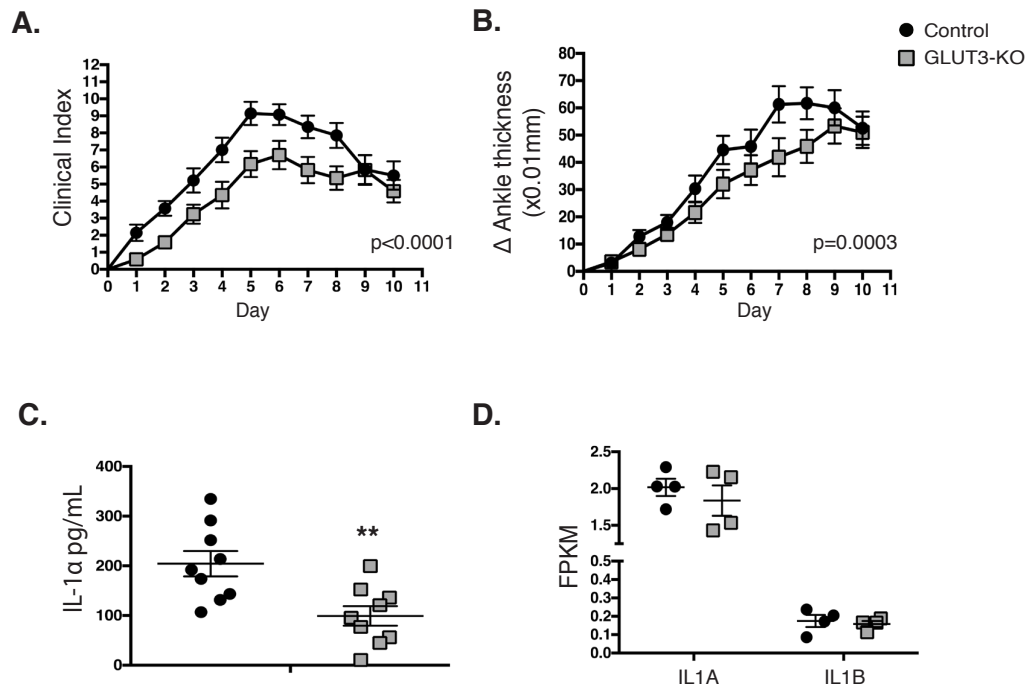 A.
B.
Control
GLUT3-KO
12
11
10
9
8
7
6
5
4
3
2
1
0
Clinical Index
p<0.0001
0 1 2 3 4 5 6 7 8 9 10 11
Day
80
70
60
50
40
30
20
10
0
Δ Ankle thickness
(x0.01mm)
p=0.0003
0 1 2 3 4 5 6 7 8 9 10 11
Day
C.
D.
400
300
200
100
0
IL-1α pg/mL
**
2.5
2.0
1.5
0.5
0.4
0.3
0.2
0.1
0.0
FPKM
IL1A IL1B